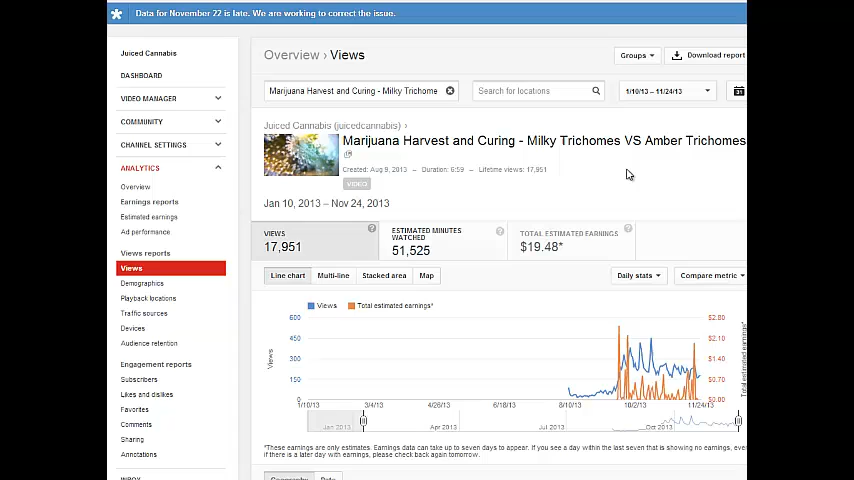 Data for November 22 is late. We are working to correct the issue.
Juiced Cannabis
DASHBOARD
VIDEO MANAGER
COMMUNITY
CHANNEL SETTINGS
ANALYTICS
Overview
Earnings reports
Estimated earnings
Ad performance
Views reports
Views
Demographics
Playback locations
Traffic sources
Devices
Audience retention
Engagement reports
Subscribers
Likes and dislikes
Favorites
Comments
Sharing
Annotations
Overview › Views
Groups
Download report
Marijuana Harvest and Curing - Milky Trichome
Search for locations
1/10/13 – 11/24/13
31
Juiced Cannabis (juicedcannabis) ›
Marijuana Harvest and Curing - Milky Trichomes VS Amber Trichomes
Created: Aug 9, 2013 – Duration: 6:59 – Lifetime views: 17,951
VIDEO
Jan 10, 2013 – Nov 24, 2013
VIEWS
17,951
ESTIMATED MINUTES
WATCHED
51,525
TOTAL ESTIMATED EARNINGS
$19.48*
Line chart Multi-line Stacked area Map
Daily stats
Compare metric
Views Total estimated earnings*
600 $2.80
450 $2.10
300 $1.40
150 $0.70
0 $0.00
Views
Total estimated earnings*
1/10/13 3/4/13 4/26/13 6/18/13 8/10/13 10/2/13 11/24/13
Jan 2013 Apr 2013 Jul 2013 Oct 2013
*These earnings are only estimates. Earnings data can take up to seven days to appear. If you see a day within the last seven that is showing no earnings, eve
if there is a later day with earnings, please check back again tomorrow.